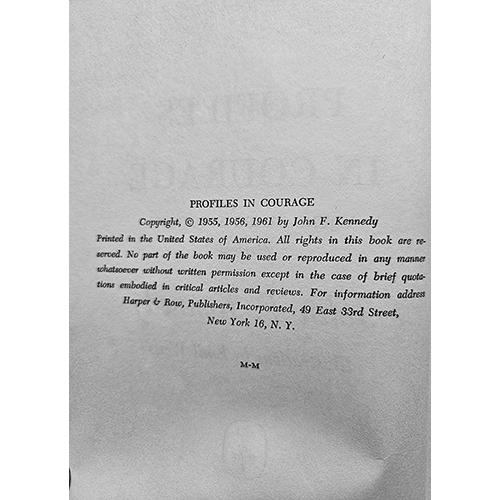 PROFILES IN COURAGE
Copyright, © 1955, 1956, 1961 by John F. Kennedy
Printed in the United States of America. All rights in this book are re-
served. No part of the book may be used or reproduced in any manner
whatsoever without written permission except in the case of brief quota-
tions embodied in critical articles and reviews. For information address
Harper & Row, Publishers, Incorporated, 49 East 33rd Street,
New York 16, N. Y.
M-M